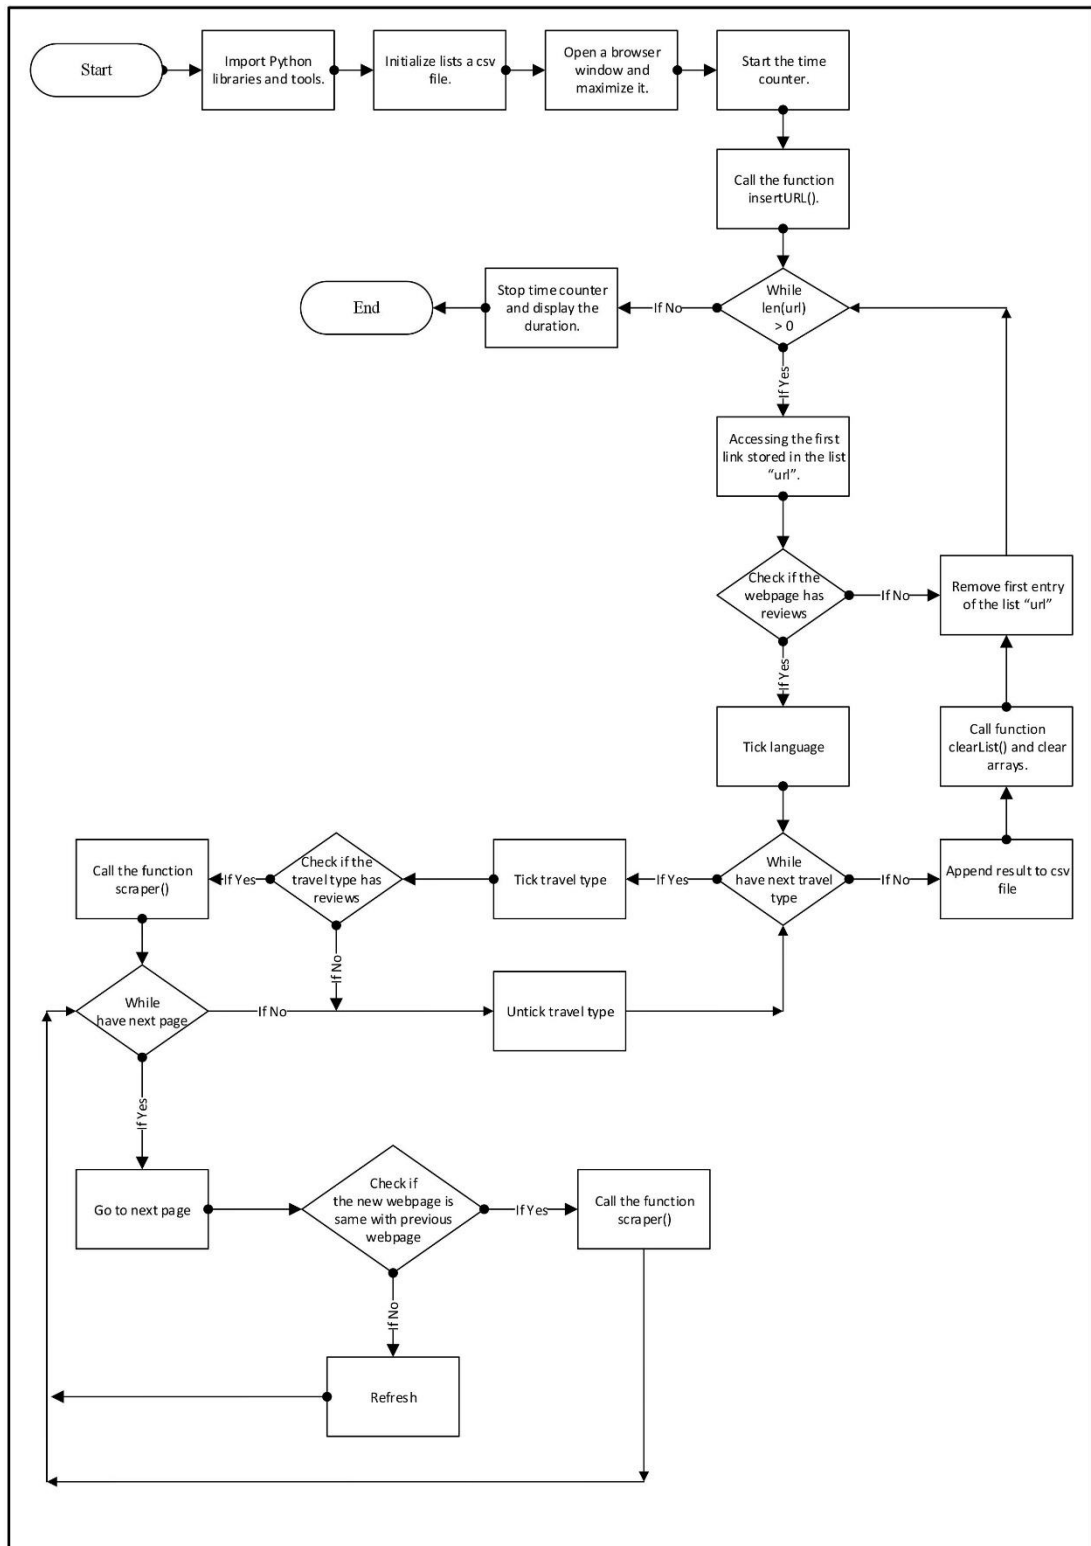 Start
Import Python
libraries and tools.
Initialize lists a csv
file.
Open a browser
window and
maximize it.
Start the time
counter.
Call the function
insertURL().
End
Stop time counter
and display the
duration.
If No
While
len(url)
> 0
If Yes
Accessing the first
link stored in the list
“url”.
Check if the
webpage has
reviews
If No
Remove first entry
of the list “url”
If Yes
Tick language
Call function
clearList() and clear
arrays.
Call the function
scraper()
If Yes
Check if the
travel type has
reviews
Tick travel type
If Yes
While
have next travel
type
If No
Append result to csv
file
If No
While
have next page
If No
Untick travel type
If Yes
Go to next page
Check if
the new webpage is
same with previous
webpage
If Yes
Call the function
scraper()
If No
Refresh